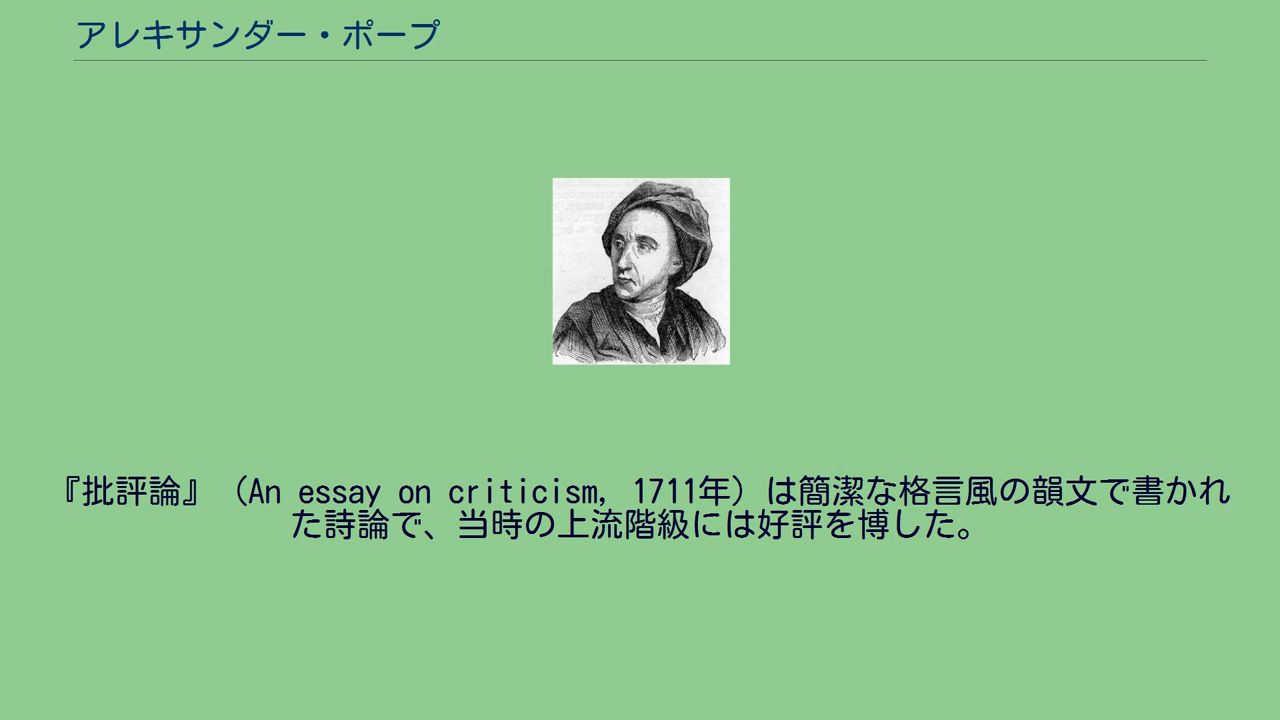 アレキサンダー・ポープ
『批評論』（An essay on criticism, 1711年）は簡潔な格言風の韻文で書かれ
た詩論で、当時の上流階級には好評を博した。